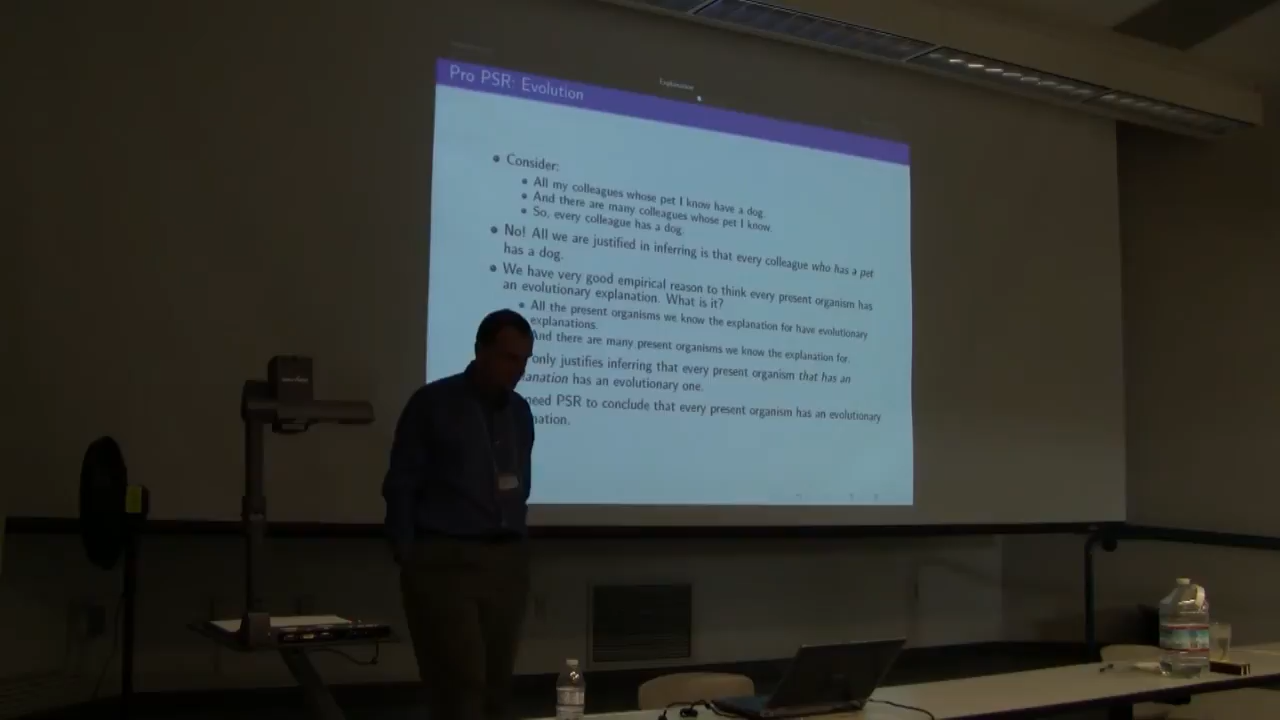 Explanation
Pro PSR: Evolution
Consider:
All my colleagues whose pet I know have a dog.
And there are many colleagues whose pet I know.
So, every colleague has a dog.
No! All we are justified in inferring is that every colleague who has a pet
has a dog.
We have very good empirical reason to think every present organism has
an evolutionary explanation. What is it?
All the present organisms we know the explanation for have evolutionary
explanations.
And there are many present organisms we know the explanation for.
only justifies inferring that every present organism that has an
anation has an evolutionary one.
need PSR to conclude that every present organism has an evolutionary
nation.